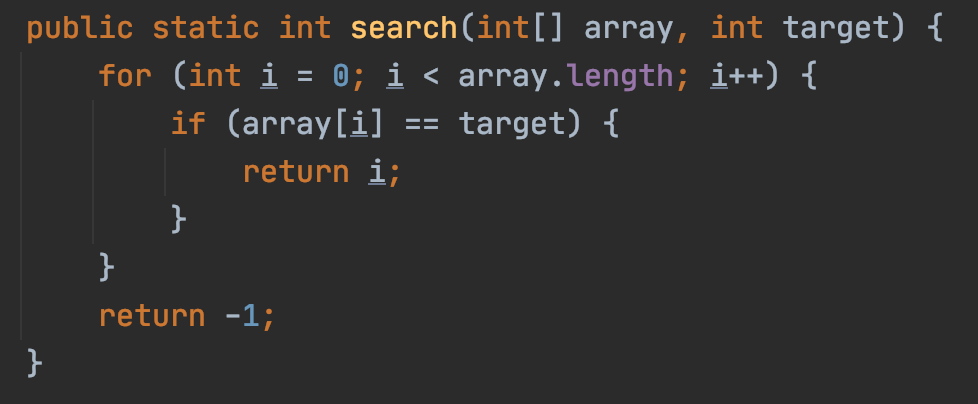 public static int search(int[] array, int target) {
    for (int i = 0; i < array.length; i++) {
        if (array[i] == target) {
            return i;
        }
    }
    return -1;
}